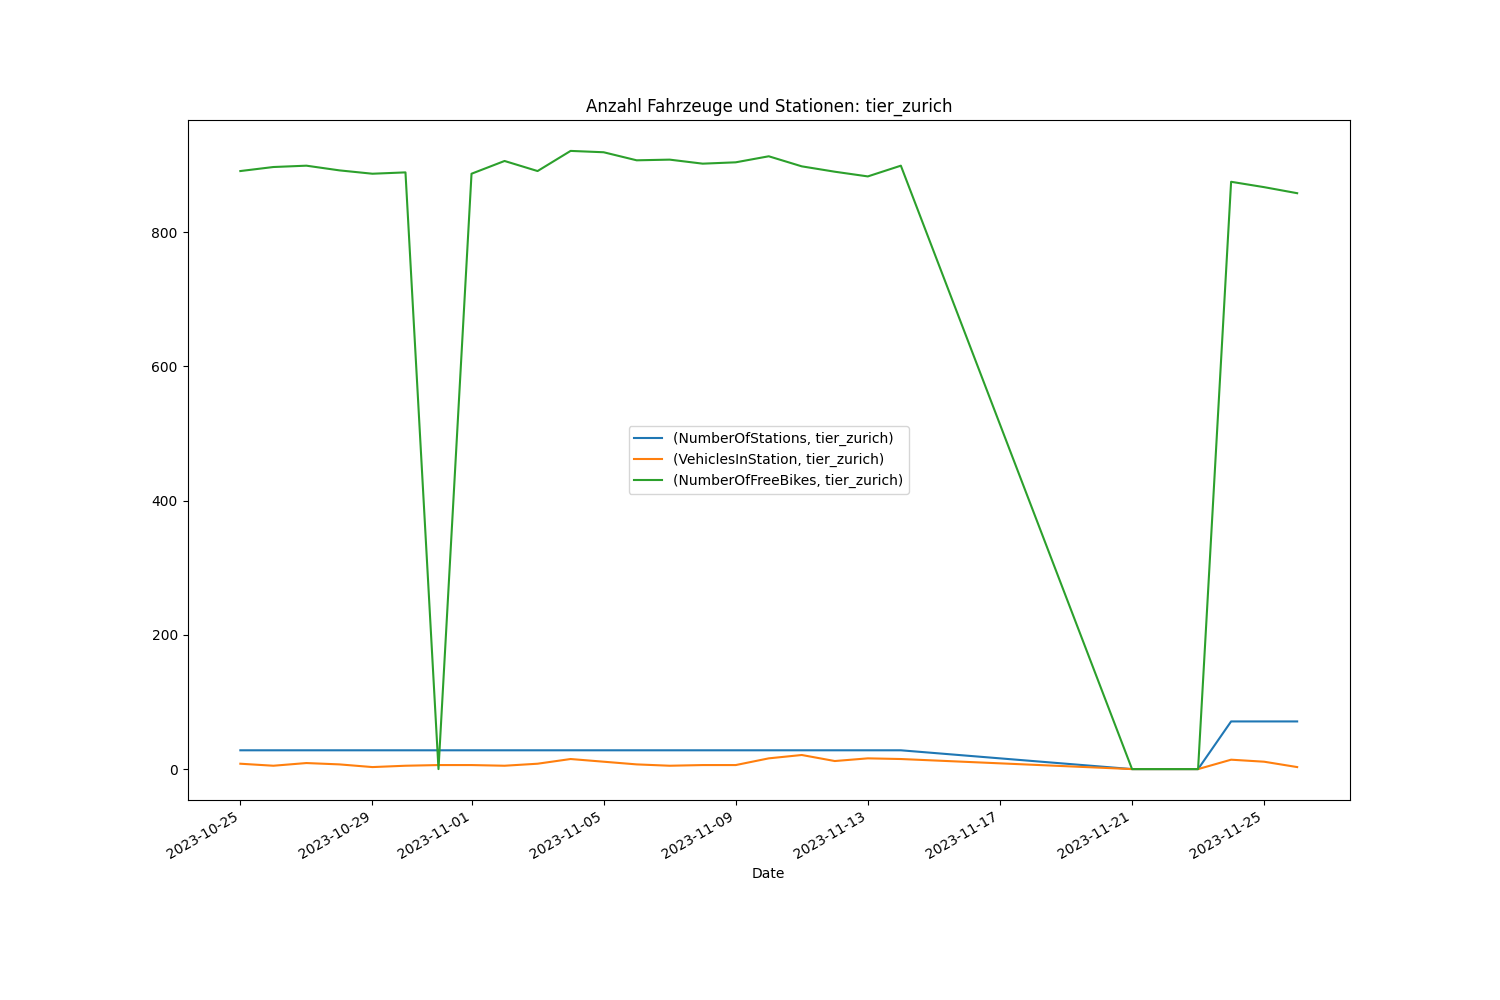 Anzahl Fahrzeuge und Stationen: tier_zurich
800
600
400
200
0
(NumberOfStations, tier_zurich)
(VehiclesInStation, tier_zurich)
(NumberOfFreeBikes, tier_zurich)
2023-10-25
2023-10-29
2023-11-01
2023-11-05
2023-11-09
2023-11-13
2023-11-17
2023-11-21
2023-11-25
Date